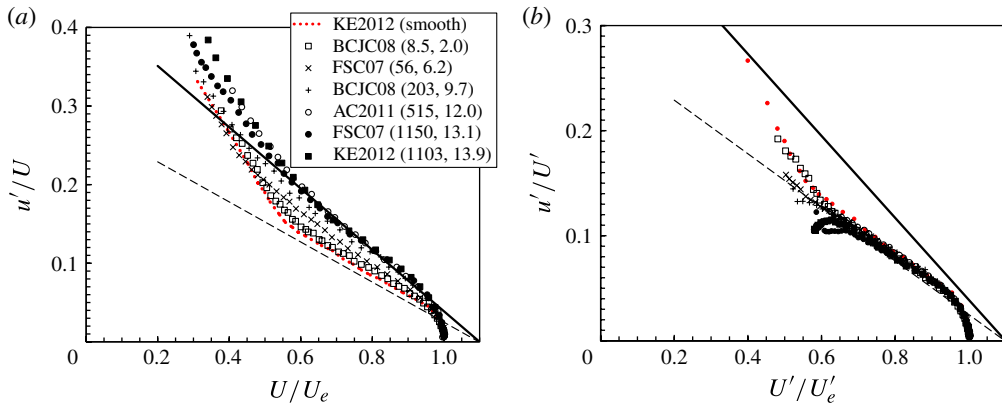 (a)
(b)
0.4
0.3
0.2
0.1
0
0.2
0.4
0.6
0.8
1.0
u′/U
U/U_e
KE2012 (smooth)
BCJC08 (8.5, 2.0)
FSC07 (56, 6.2)
BCJC08 (203, 9.7)
AC2011 (515, 12.0)
FSC07 (1150, 13.1)
KE2012 (1103, 13.9)
0.3
0.2
0.1
0
0.2
0.4
0.6
0.8
1.0
u′/U′
U′/U′_e